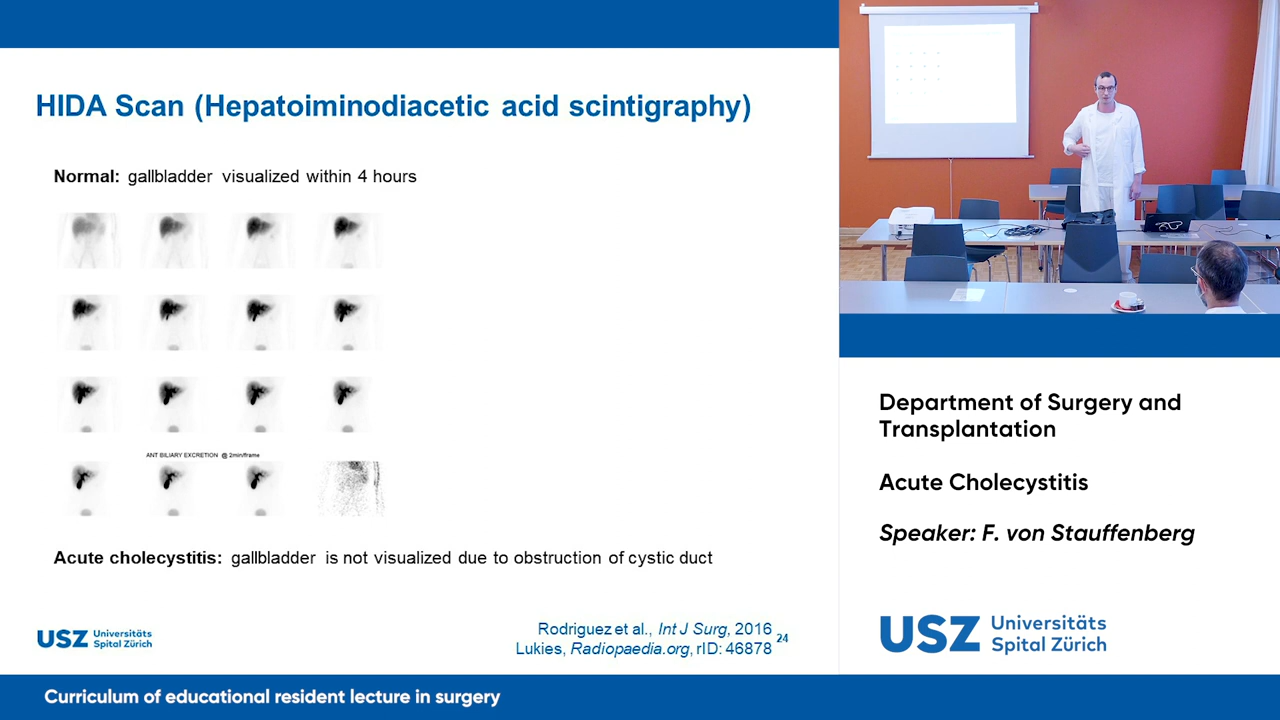 HIDA Scan (Hepatoiminodiacetic acid scintigraphy)
Normal: gallbladder visualized within 4 hours
ANT BILIARY EXCRETION @ 2min/frame
Acute cholecystitis: gallbladder is not visualized due to obstruction of cystic duct
USZ Universitäts
Spital Zürich
Rodriguez et al., Int J Surg, 2016
Lukies, Radiopaedia.org, rID: 46878
24
Department of Surgery and
Transplantation
Acute Cholecystitis
Speaker: F. von Stauffenberg
USZ Universitäts
Spital Zürich
Curriculum of educational resident lecture in surgery